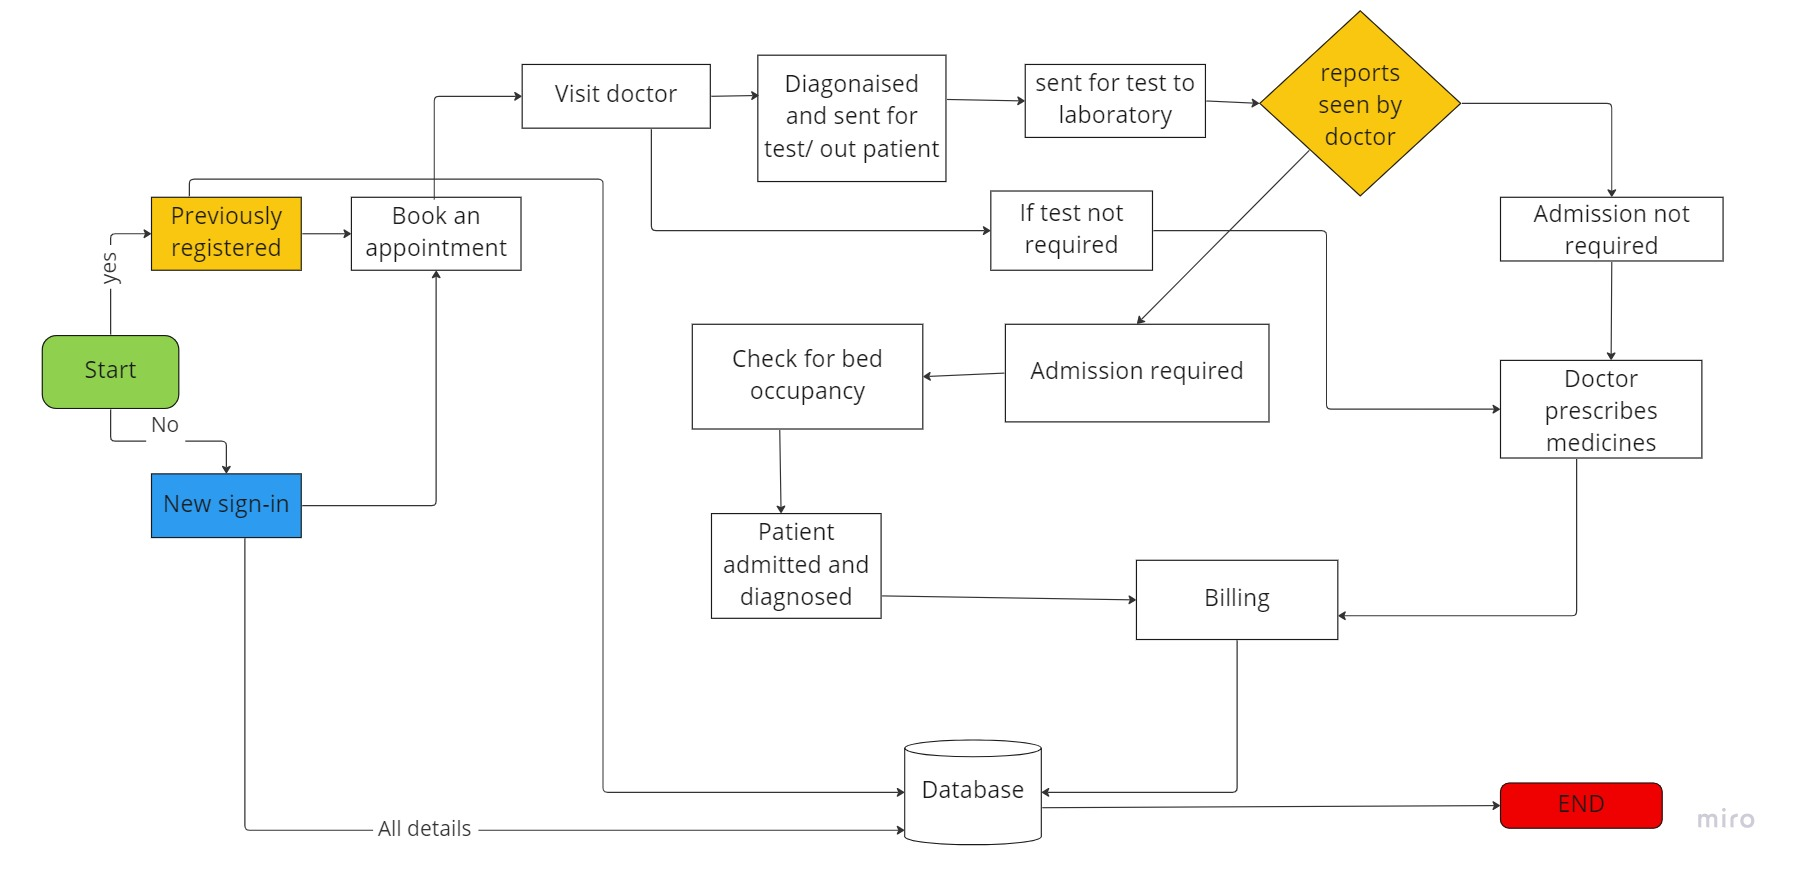 Visit doctor
Diagonaised
and sent for
test/ out patient
sent for test to
laboratory
reports
seen by
doctor
Previously
registered
Book an
appointment
If test not
required
Admission not
required
yes
Start
Check for bed
occupancy
Admission required
Doctor
prescribes
medicines
No
New sign-in
Patient
admitted and
diagnosed
Billing
Database
END
All details
miro